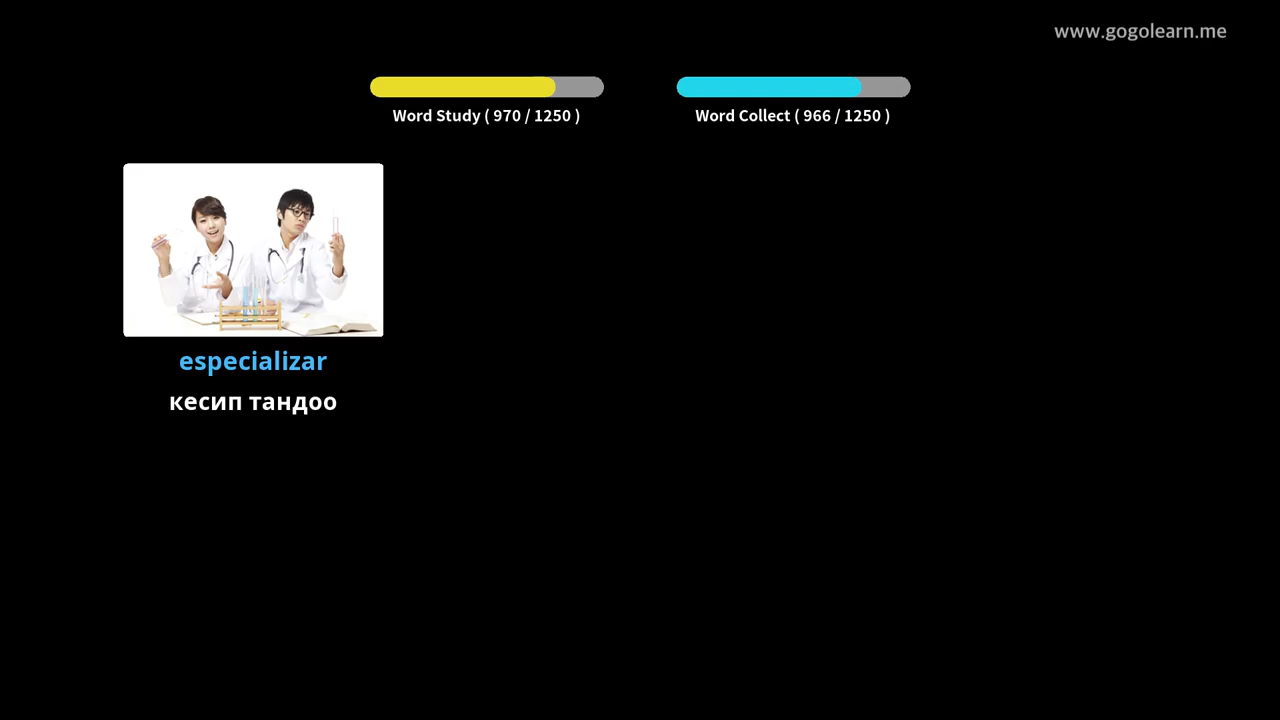 www.gogolearn.me
Word Study ( 970 / 1250 )
Word Collect ( 966 / 1250 )
especializar
кесип тандоо